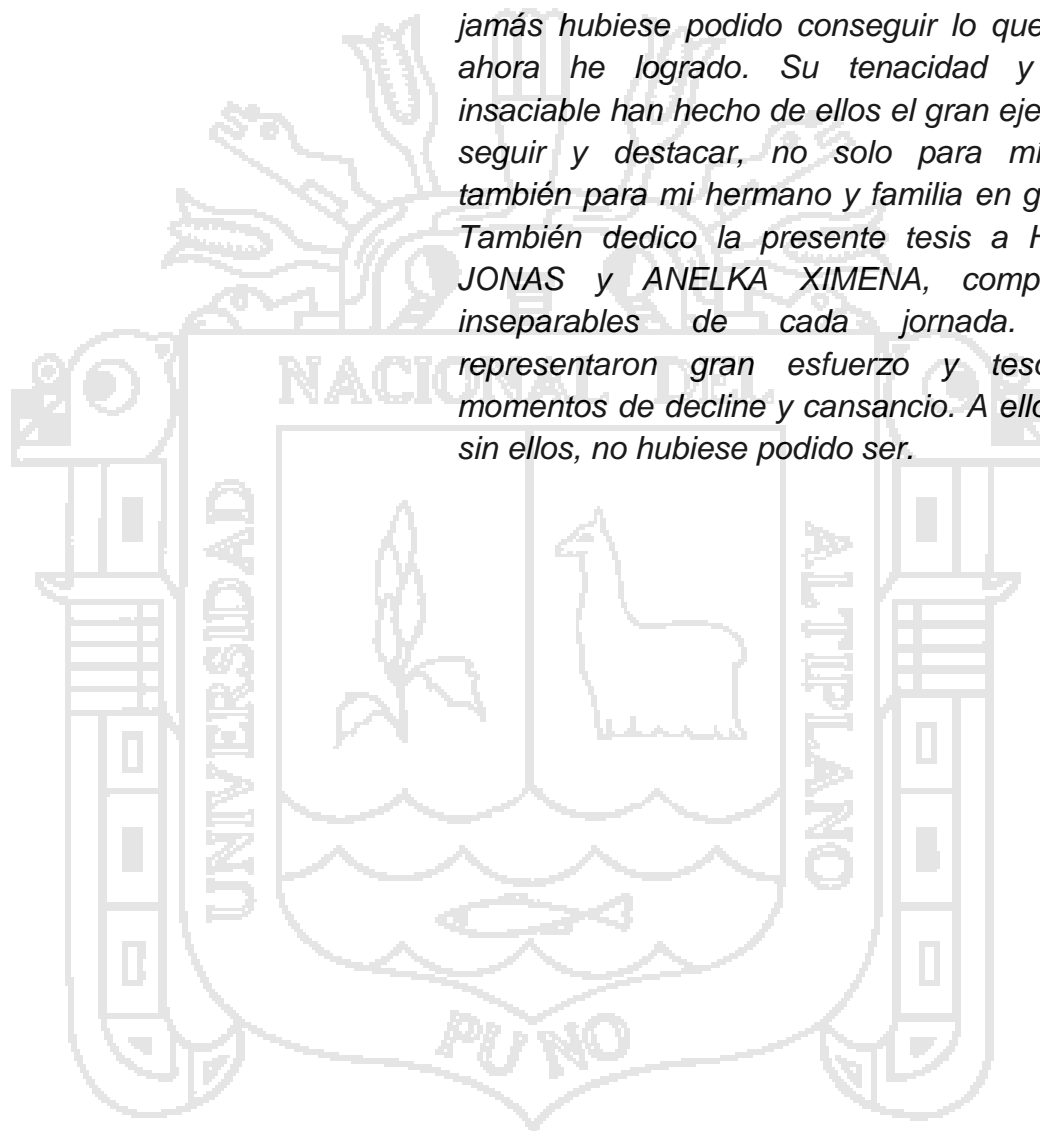 jamás hubiese podido conseguir lo que
ahora he logrado. Su tenacidad y
insaciable han hecho de ellos el gran
seguir y destacar, no solo para mí
también para mi hermano y familia en
También dedico la presente tesis a
JONAS y ANELKA XIMENA,
inseparables de cada jornada.
representaron gran esfuerzo y
momentos de decline y cansancio. A
sin ellos, no hubiese podido ser.
NACIONAL DEL
UNIVERSIDAD
ALTIPLANO
PUNO